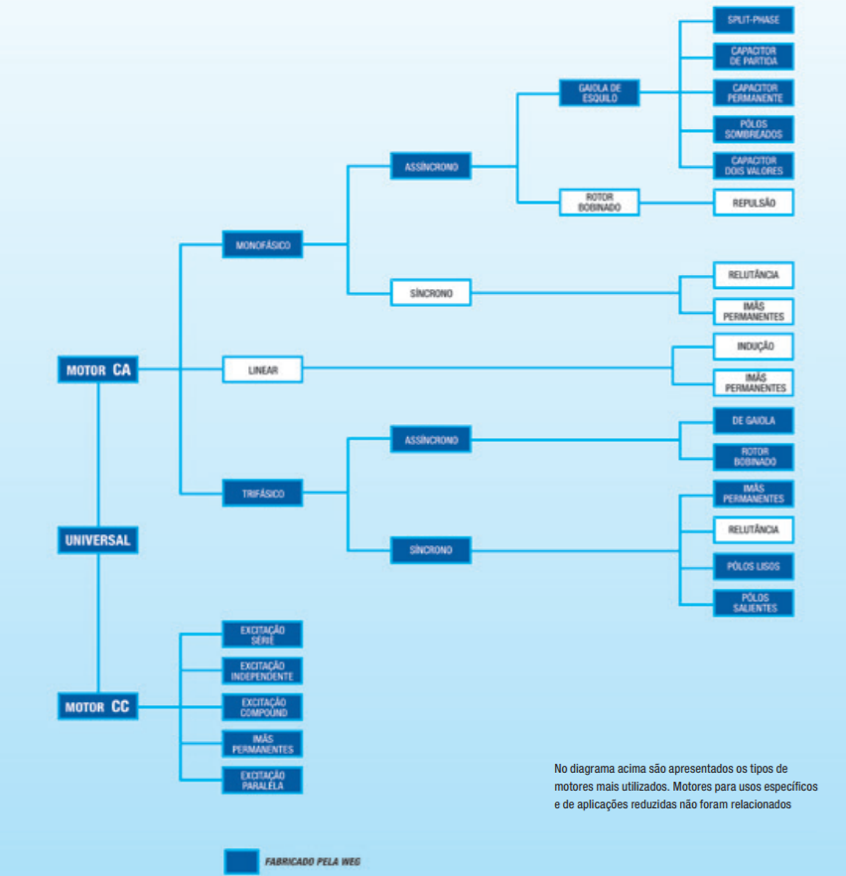 SPLIT-PHASE
CAPACITOR
DE PARTIDA
GAIOLA DE
ESQUILO
CAPACITOR
PERMANENTE
PÓLOS
SOMBREADOS
CAPACITOR
DOIS VALORES
ASSÍNCRONO
ROTOR
BOBINADO
REPULSÃO
MONOFÁSICO
SÍNCRONO
RELUTÂNCIA
IMÃS
PERMANENTES
MOTOR CA
LINEAR
INDUÇÃO
IMÃS
PERMANENTES
TRIFÁSICO
ASSÍNCRONO
DE GAIOLA
ROTOR
BOBINADO
SÍNCRONO
IMÃS
PERMANENTES
RELUTÂNCIA
PÓLOS LISOS
PÓLOS
SALIENTES
UNIVERSAL
MOTOR CC
EXCITAÇÃO
SÉRIE
EXCITAÇÃO
INDEPENDENTE
EXCITAÇÃO
COMPOUND
IMÃS
PERMANENTES
EXCITAÇÃO
PARALÉLA
No diagrama acima são apresentados os tipos de
motores mais utilizados. Motores para usos específicos
e de aplicações reduzidas não foram relacionados
FABRICADO PELA WEG